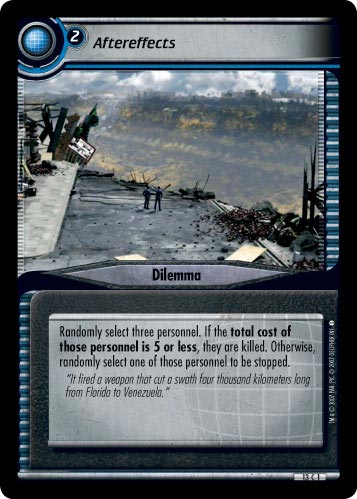 2
Aftereffects
Dilemma
Randomly select three personnel. If the total cost of
those personnel is 5 or less, they are killed. Otherwise,
randomly select one of those personnel to be stopped.
"It fired a weapon that cut a swath four thousand kilometers long
from Florida to Venezuela."